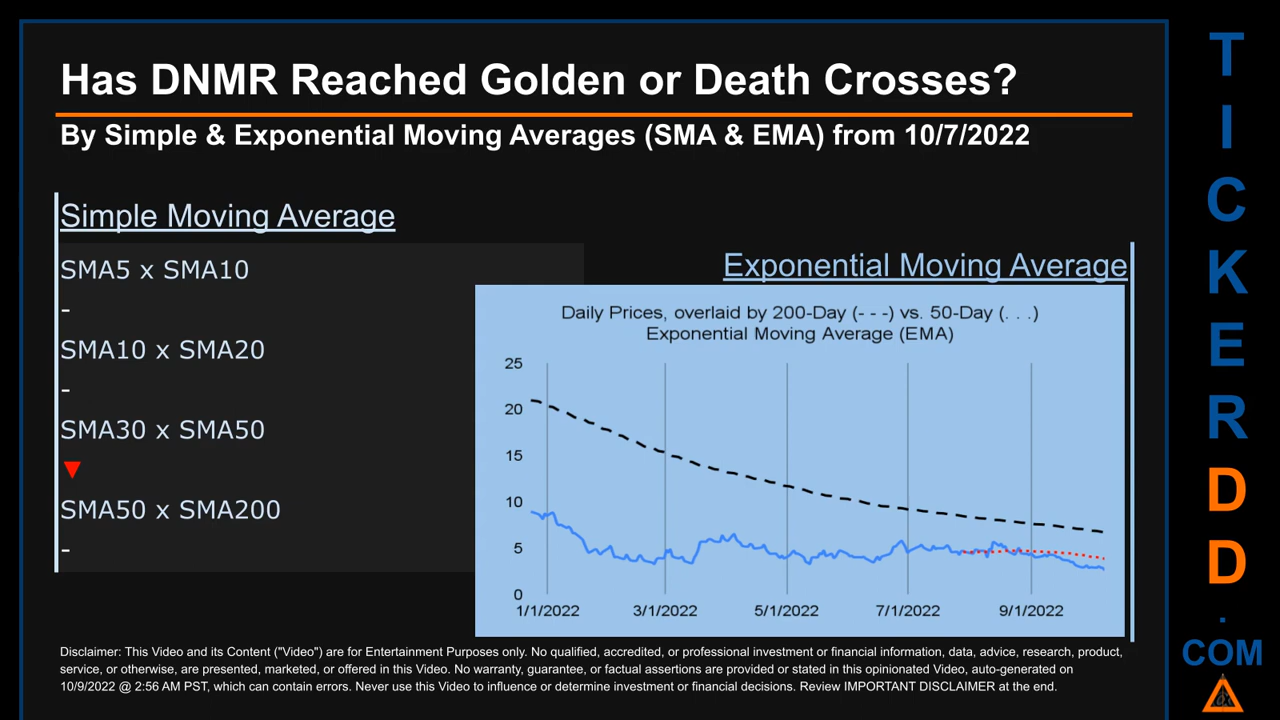 Has DNMR Reached Golden or Death Crosses?
By Simple & Exponential Moving Averages (SMA & EMA) from 10/7/2022
Simple Moving Average
SMA5 x SMA10
-
SMA10 x SMA20
-
SMA30 x SMA50
▼
SMA50 x SMA200
-
Exponential Moving Average
Daily Prices, overlaid by 200-Day (- - -) vs. 50-Day (. . .)
Exponential Moving Average (EMA)
25
20
15
10
5
0
1/1/2022 3/1/2022 5/1/2022 7/1/2022 9/1/2022
Disclaimer: This Video and its Content ("Video") are for Entertainment Purposes only. No qualified, accredited, or professional investment or financial information, data, advice, research, product,
service, or otherwise, are presented, marketed, or offered in this Video. No warranty, guarantee, or factual assertions are provided or stated in this opinionated Video, auto-generated on
10/9/2022 @ 2:56 AM PST, which can contain errors. Never use this Video to influence or determine investment or financial decisions. Review IMPORTANT DISCLAIMER at the end.
T
I
C
K
E
R
D
D
.
COM